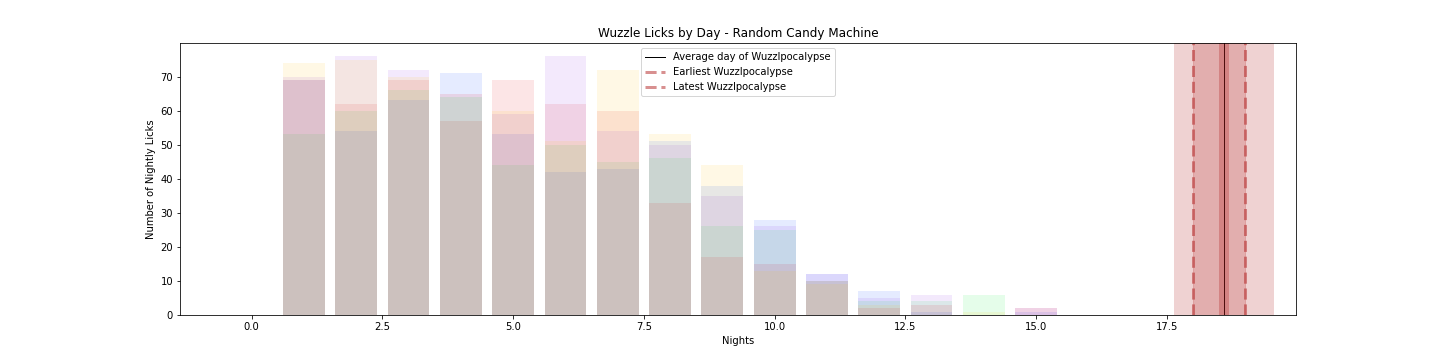 Wuzzle Licks by Day - Random Candy Machine
Average day of Wuzzlpocalypse
Earliest Wuzzlpocalypse
Latest Wuzzlpocalypse
Number of Nightly Licks
70
60
50
40
30
20
10
0
0.0 2.5 5.0 7.5 10.0 12.5 15.0 17.5
Nights